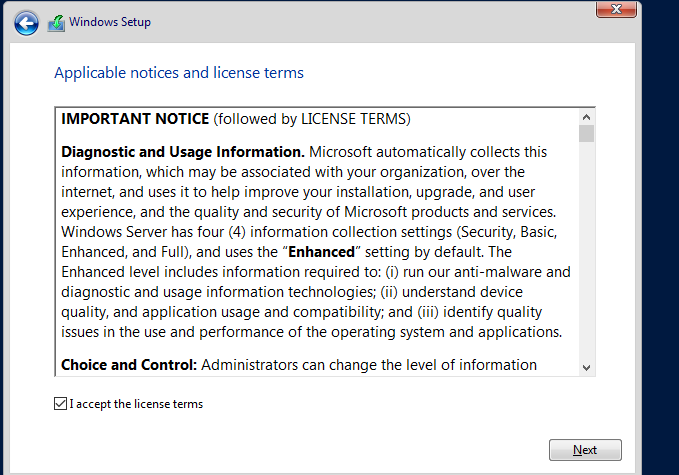 Windows Setup
Applicable notices and license terms
IMPORTANT NOTICE (followed by LICENSE TERMS)
Diagnostic and Usage Information. Microsoft automatically collects this
information, which may be associated with your organization, over the
internet, and uses it to help improve your installation, upgrade, and user
experience, and the quality and security of Microsoft products and services.
Windows Server has four (4) information collection settings (Security, Basic,
Enhanced, and Full), and uses the “Enhanced” setting by default. The
Enhanced level includes information required to: (i) run our anti-malware and
diagnostic and usage information technologies; (ii) understand device
quality, and application usage and compatibility; and (iii) identify quality
issues in the use and performance of the operating system and applications.
Choice and Control: Administrators can change the level of information
I accept the license terms
Next